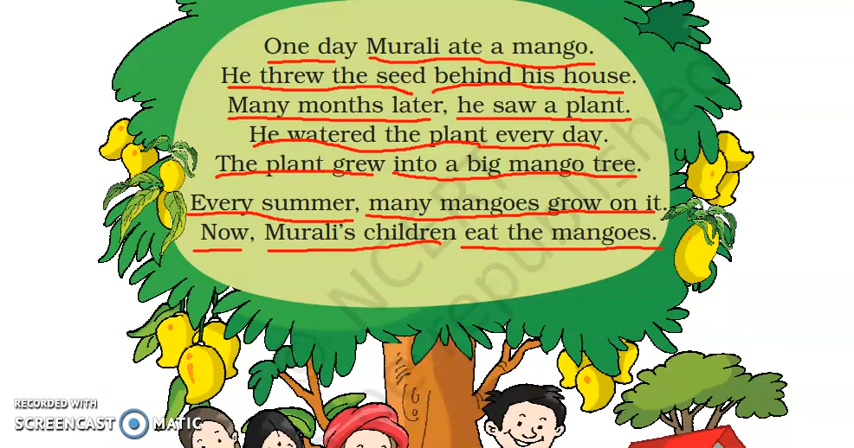 One day Murali ate a mango.
He threw the seed behind his house.
Many months later, he saw a plant.
He watered the plant every day.
The plant grew into a big mango tree.
Every summer, many mangoes grow on it.
Now, Murali's children eat the mangoes.
© NCERT
republished
RECORDED WITH
SCREENCAST MATIC